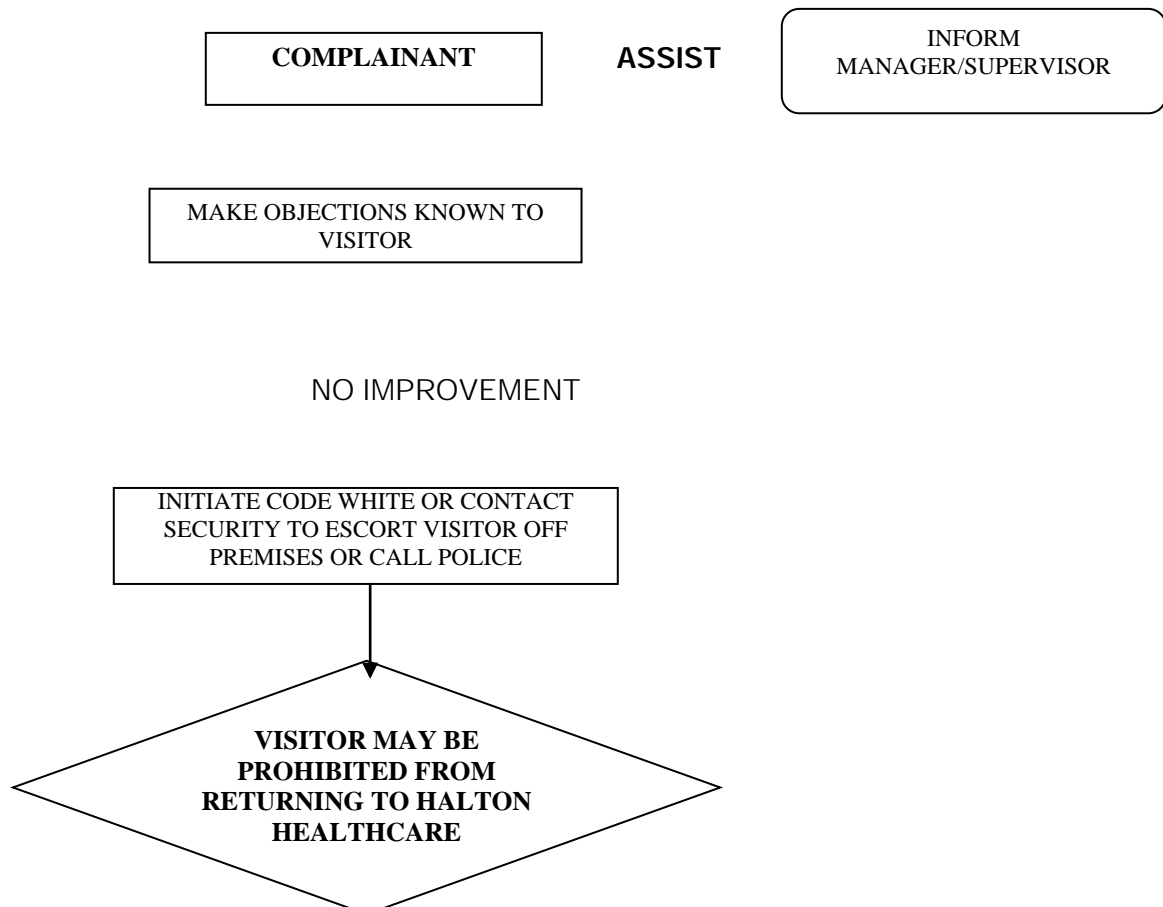 COMPLAINANT
ASSIST
INFORM
MANAGER/SUPERVISOR
MAKE OBJECTIONS KNOWN TO
VISITOR
NO IMPROVEMENT
INITIATE CODE WHITE OR CONTACT
SECURITY TO ESCORT VISITOR OFF
PREMISES OR CALL POLICE
VISITOR MAY BE
PROHIBITED FROM
RETURNING TO HALTON
HEALTHCARE